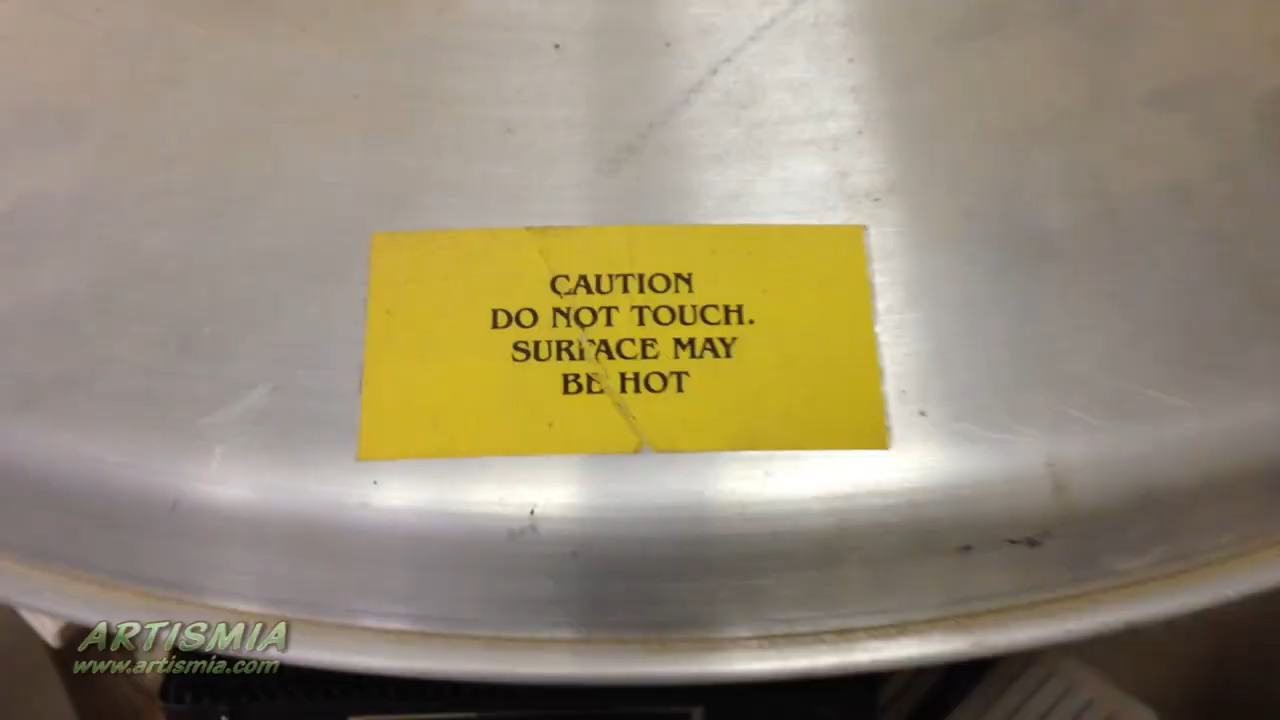 CAUTION
DO NOT TOUCH.
SURFACE MAY
BE HOT
ARTISMIA
www.artismia.com